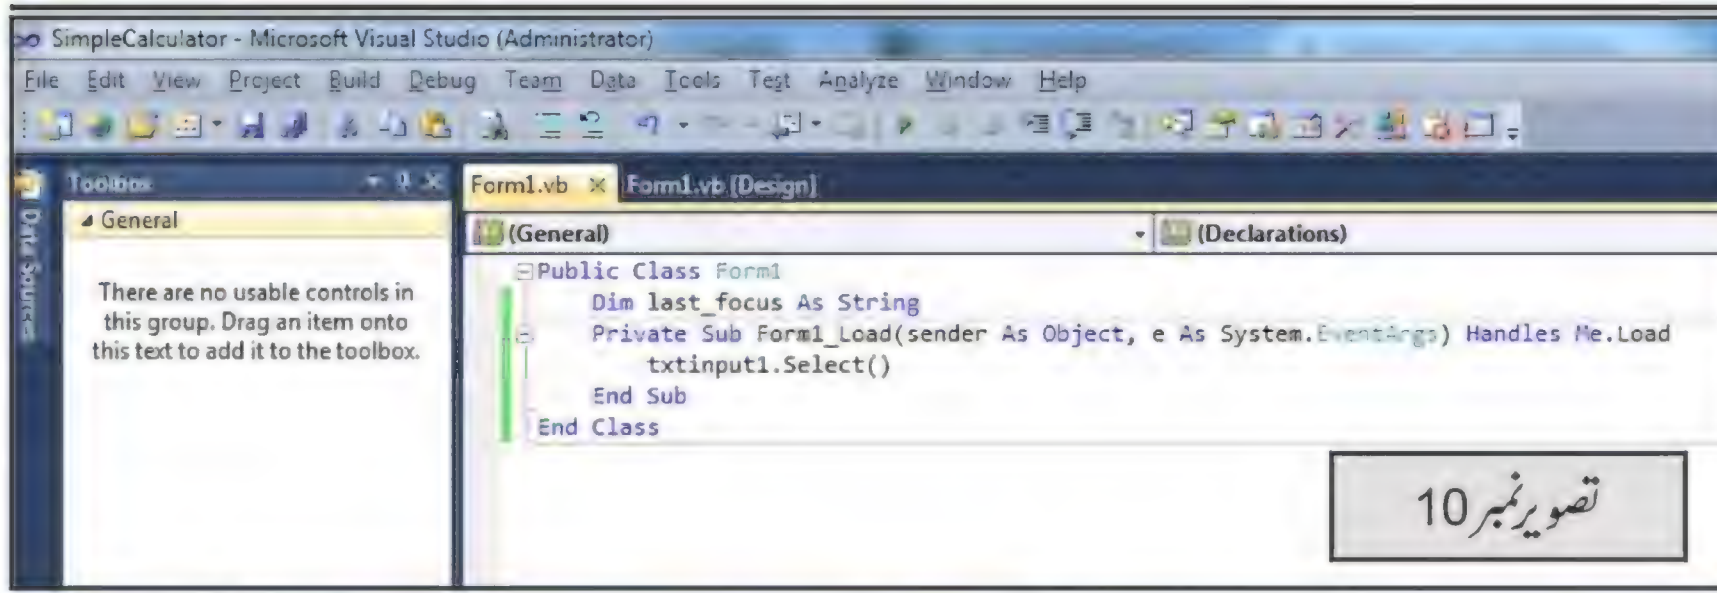 SimpleCalculator - Microsoft Visual Studio (Administrator)
File Edit View Project Build Debug Team Data Tools Test Analyze Window Help
Data Sources
Toolbox
General
There are no usable controls in
this group. Drag an item onto
this text to add it to the toolbox.
Form1.vb Form1.vb [Design]
(General) (Declarations)
Public Class Form1
Dim last_focus As String
Private Sub Form1_Load(sender As Object, e As System.EventArgs) Handles Me.Load
txtinput1.Select()
End Sub
End Class
تصویر نمبر 10